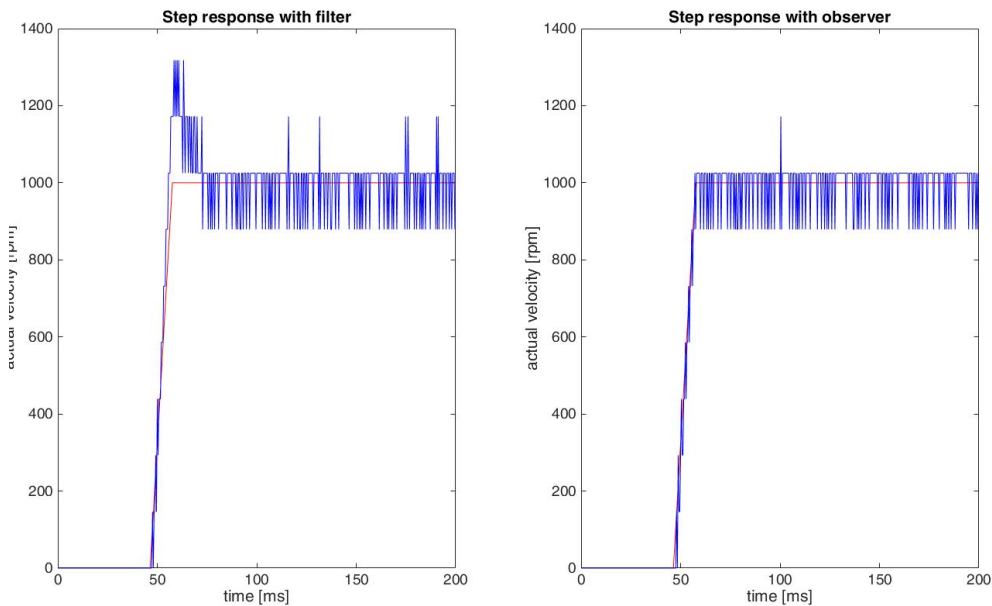 Step response with filter
1400
1200
1000
800
600
400
200
0
actual velocity [rpm]
0 50 100 150 200
time [ms]
Step response with observer
1400
1200
1000
800
600
400
200
0
actual velocity [rpm]
0 50 100 150 200
time [ms]